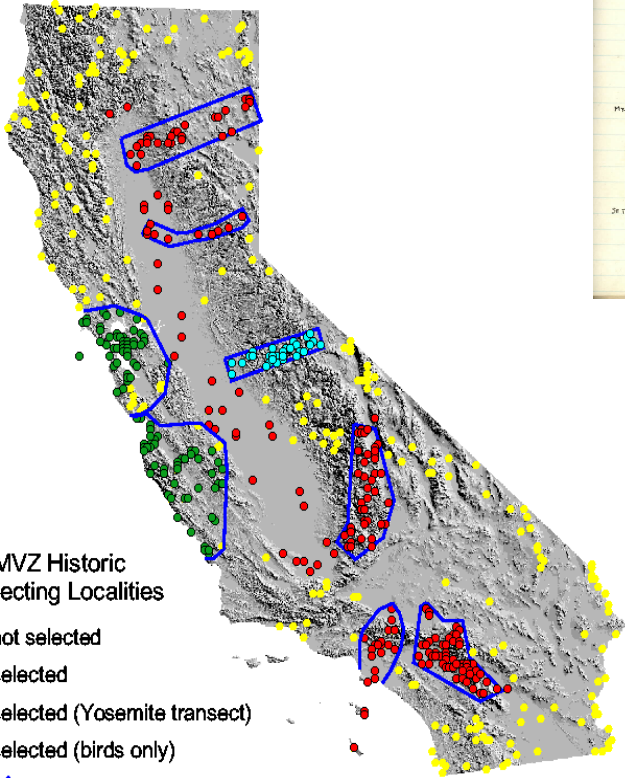 MVZ Historic
ecting Localities
not selected
elected
elected (Yosemite transect)
elected (birds only)